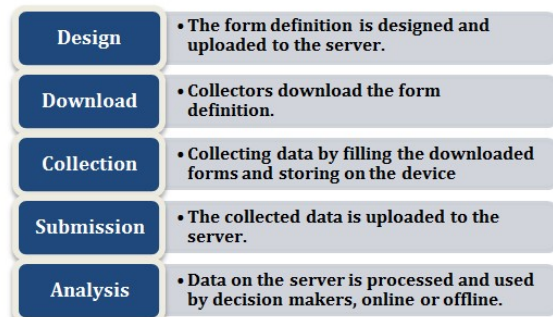 Design
• The form definition is designed and
uploaded to the server.
Download
• Collectors download the form
definition.
Collection
• Collecting data by filling the downloaded
forms and storing on the device
Submission
• The collected data is uploaded to the
server.
Analysis
• Data on the server is processed and used
by decision makers, online or offline.